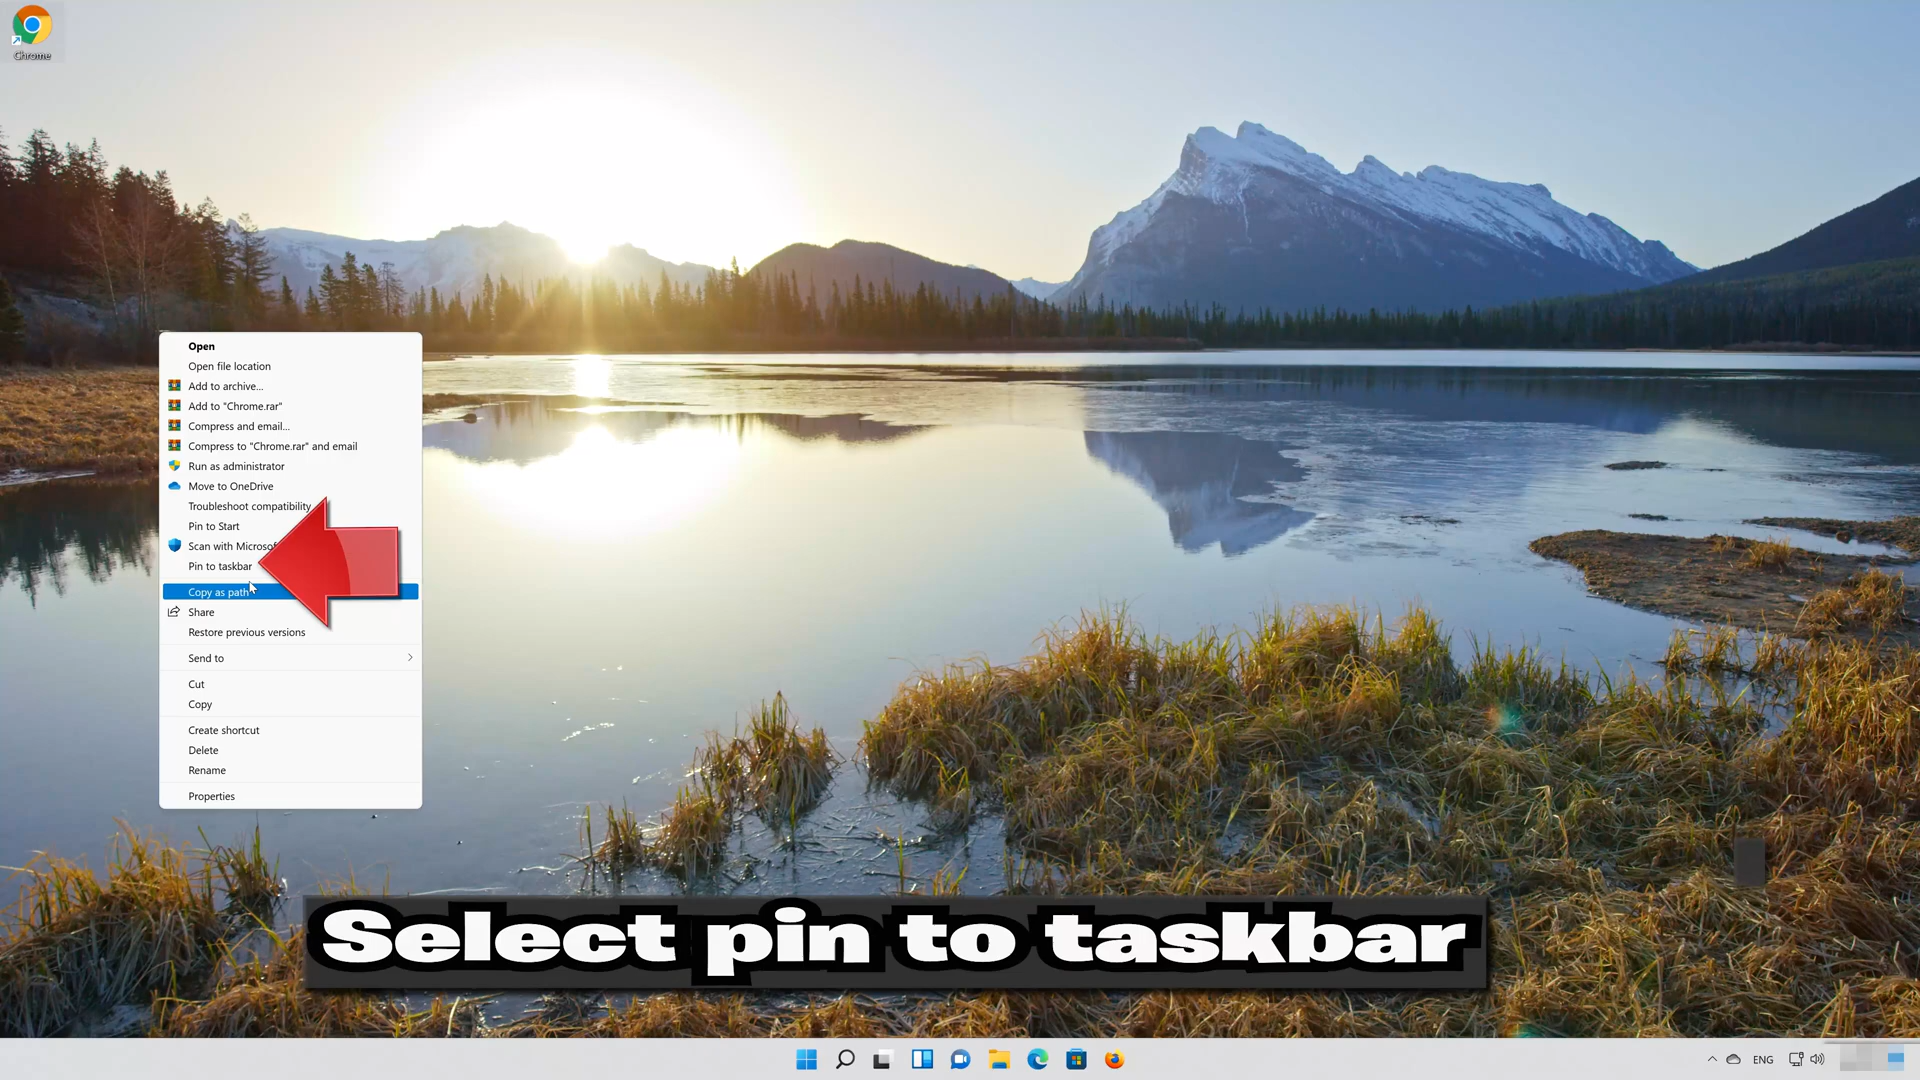 Chrome
Open
Open file location
Add to archive...
Add to "Chrome.rar"
Compress and email...
Compress to "Chrome.rar" and email
Run as administrator
Move to OneDrive
Troubleshoot compatibility
Pin to Start
Scan with
Pin to taskbar
Copy as path
Share
Restore previous versions
Send to
Cut
Copy
Create shortcut
Delete
Rename
Properties
Select pin to taskbar
ENG